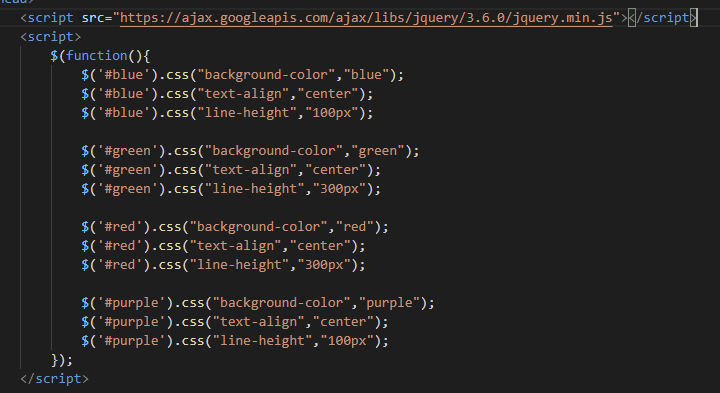 head>
<script src="https://ajax.googleapis.com/ajax/libs/jquery/3.6.0/jquery.min.js"></script>
<script>
$(function(){
$('#blue').css("background-color","blue");
$('#blue').css("text-align","center");
$('#blue').css("line-height","100px");
$('#green').css("background-color","green");
$('#green').css("text-align","center");
$('#green').css("line-height","300px");
$('#red').css("background-color","red");
$('#red').css("text-align","center");
$('#red').css("line-height","300px");
$('#purple').css("background-color","purple");
$('#purple').css("text-align","center");
$('#purple').css("line-height","100px");
});
</script>